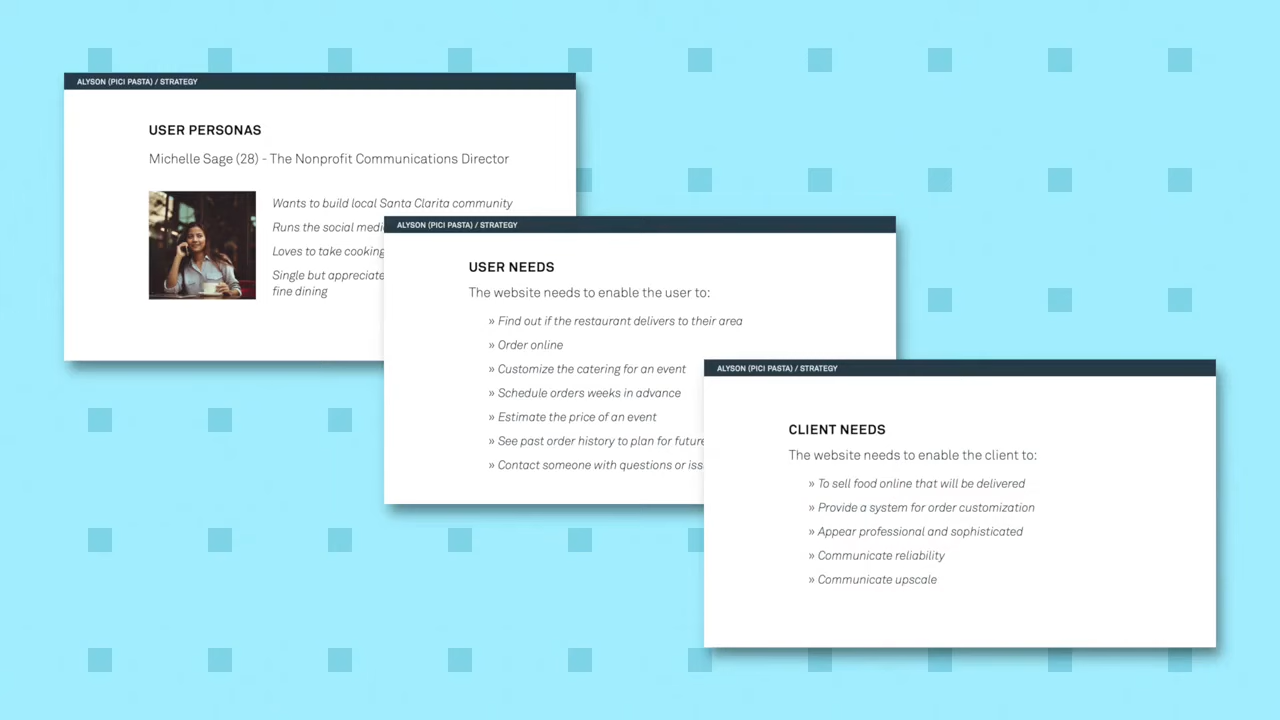 ALYSON (PICI PASTA) / STRATEGY
USER PERSONAS
Michelle Sage (28) - The Nonprofit Communications Director
Wants to build local Santa Clarita community
Runs the social
Loves to take cooking
Single but appreciate
fine dining
ALYSON (PICI PASTA) / STRATEGY
USER NEEDS
The website needs to enable the user to:
» Find out if the restaurant delivers to their area
» Order online
» Customize the catering for an event
» Schedule orders weeks in advance
» Estimate the price of an event
» See past order history to plan for future
» Contact someone with questions or
ALYSON (PICI PASTA) / STRATEGY
CLIENT NEEDS
The website needs to enable the client to:
» To sell food online that will be delivered
» Provide a system for order customization
» Appear professional and sophisticated
» Communicate reliability
» Communicate upscale